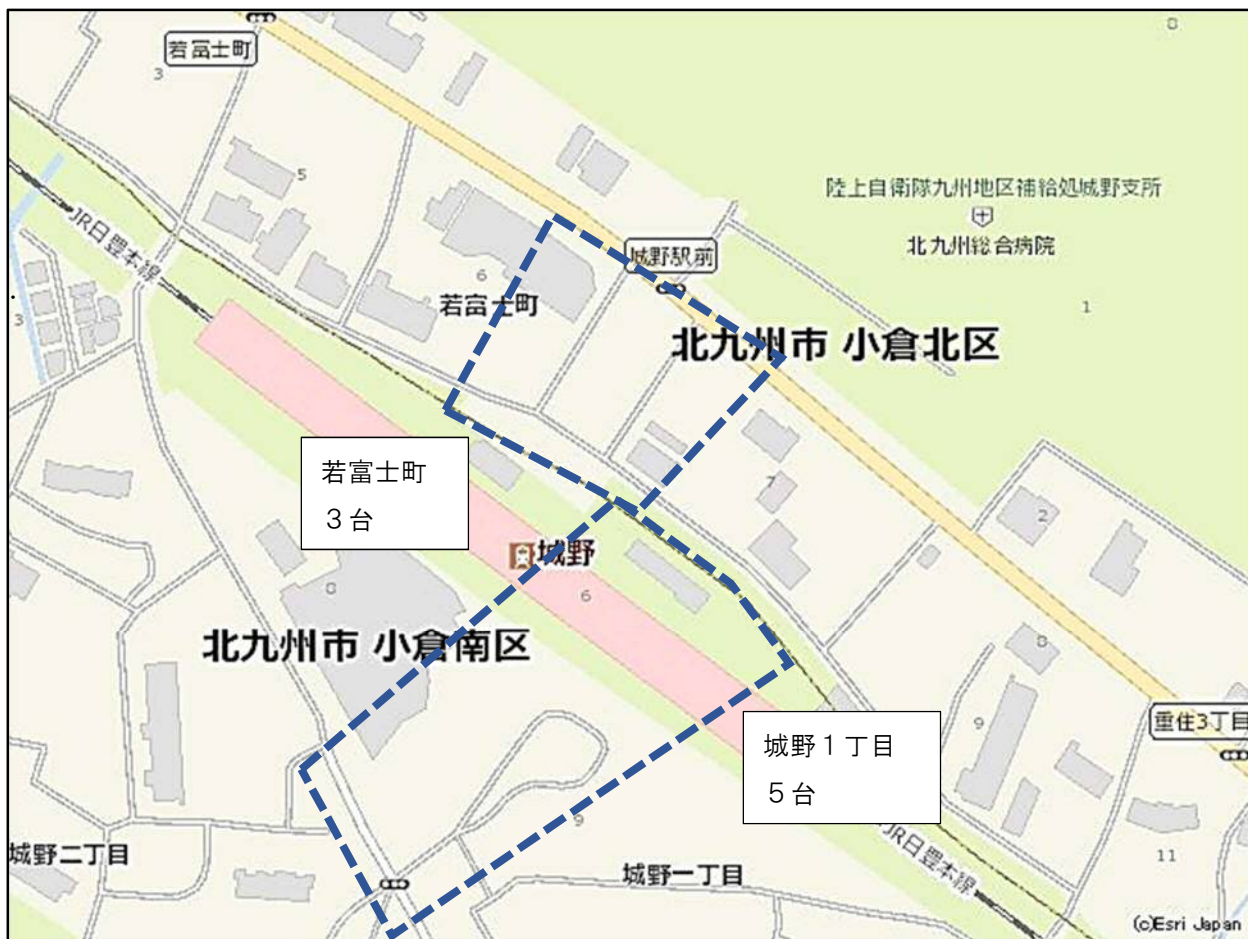 8
若富士町
3
5
陸上自衛隊九州地区補給処城野支所
北九州総合病院
JR日豊本線
城野駅前
6
若富士町
1
3
北九州市 小倉北区
若富士町
３台
7
2
城野
6
北九州市 小倉南区
8
9
重住3丁目
城野１丁目
５台
9
城野二丁目
城野一丁目
JR日豊本線
11
(c)Esri Japan